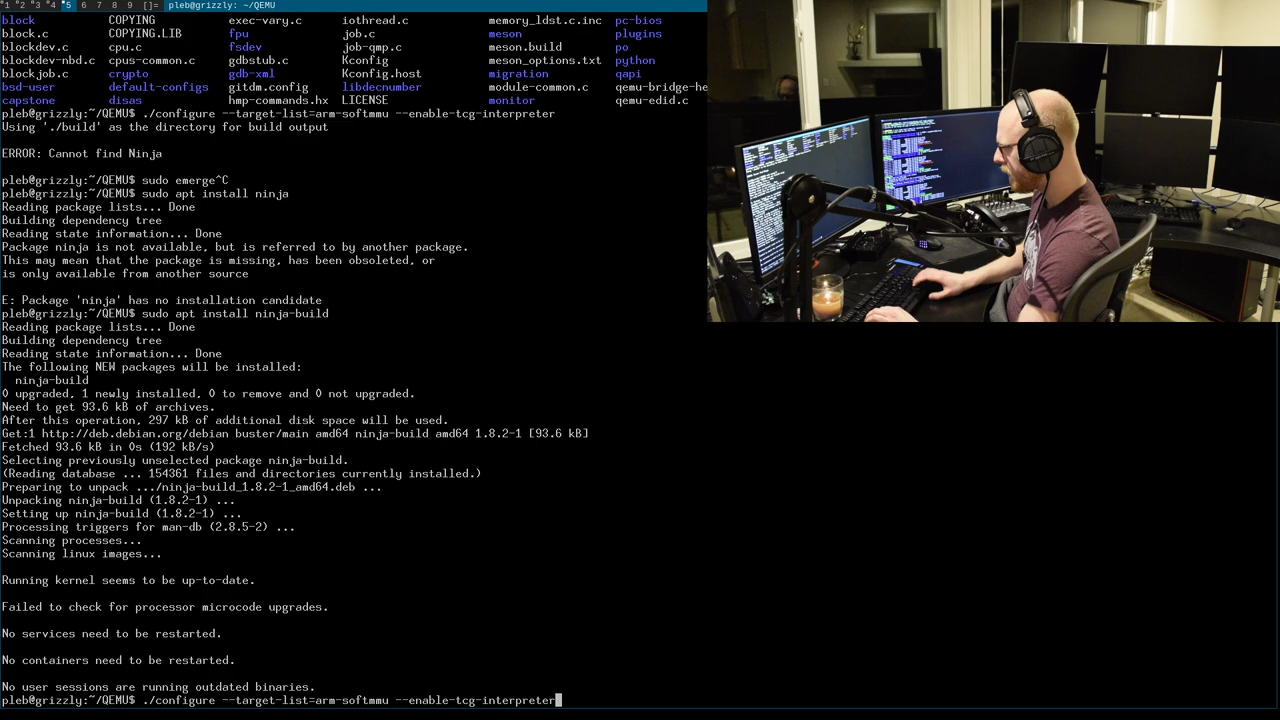 1 2 3 4 5 6 7 8 9 []= pleb@grizzly: ~/QEMU
block COPYING exec-vary.c iothread.c memory_ldst.c.inc pc-bios
block.c COPYING.LIB fpu job.c meson plugins
blockdev.c cpu.c fsdev job-qmp.c meson.build po
blockdev-nbd.c cpus-common.c gdbstub.c Kconfig meson_options.txt python
blockjob.c crypto gdb-xml Kconfig.host migration qapi
bsd-user default-configs gitdm.config libdecnumber module-common.c qemu-bridge-he
capstone disas hmp-commands.hx LICENSE monitor qemu-edid.c
pleb@grizzly:~/QEMU$ ./configure --target-list=arm-softmmu --enable-tcg-interpreter
Using './build' as the directory for build output
ERROR: Cannot find Ninja
pleb@grizzly:~/QEMU$ sudo emerge^C
pleb@grizzly:~/QEMU$ sudo apt install ninja
Reading package lists... Done
Building dependency tree
Reading state information... Done
Package ninja is not available, but is referred to by another package.
This may mean that the package is missing, has been obsoleted, or
is only available from another source
E: Package 'ninja' has no installation candidate
pleb@grizzly:~/QEMU$ sudo apt install ninja-build
Reading package lists... Done
Building dependency tree
Reading state information... Done
The following NEW packages will be installed:
ninja-build
0 upgraded, 1 newly installed, 0 to remove and 0 not upgraded.
Need to get 93.6 kB of archives.
After this operation, 297 kB of additional disk space will be used.
Get:1 http://deb.debian.org/debian buster/main amd64 ninja-build amd64 1.8.2-1 [93.6 kB]
Fetched 93.6 kB in 0s (192 kB/s)
Selecting previously unselected package ninja-build.
(Reading database ... 154361 files and directories currently installed.)
Preparing to unpack .../ninja-build_1.8.2-1_amd64.deb ...
Unpacking ninja-build (1.8.2-1) ...
Setting up ninja-build (1.8.2-1) ...
Processing triggers for man-db (2.8.5-2) ...
Scanning processes...
Scanning linux images...
Running kernel seems to be up-to-date.
Failed to check for processor microcode upgrades.
No services need to be restarted.
No containers need to be restarted.
No user sessions are running outdated binaries.
pleb@grizzly:~/QEMU$ ./configure --target-list=arm-softmmu --enable-tcg-interpreter